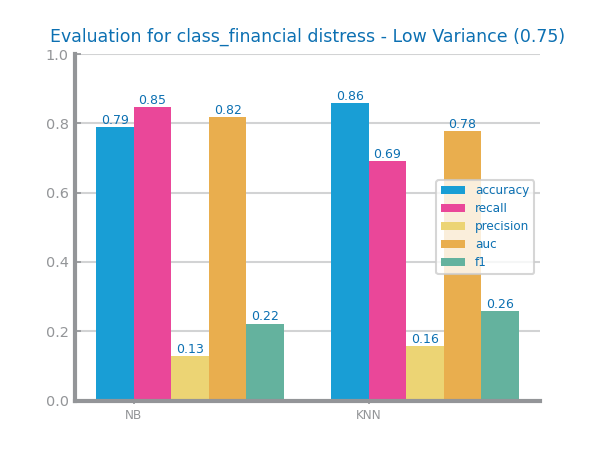 Evaluation for class_financial distress - Low Variance (0.75)
1.0
0.8
0.6
0.4
0.2
0.0
0.79
0.85
0.13
0.82
0.22
0.86
0.69
0.16
0.78
0.26
accuracy
recall
precision
auc
f1
NB
KNN